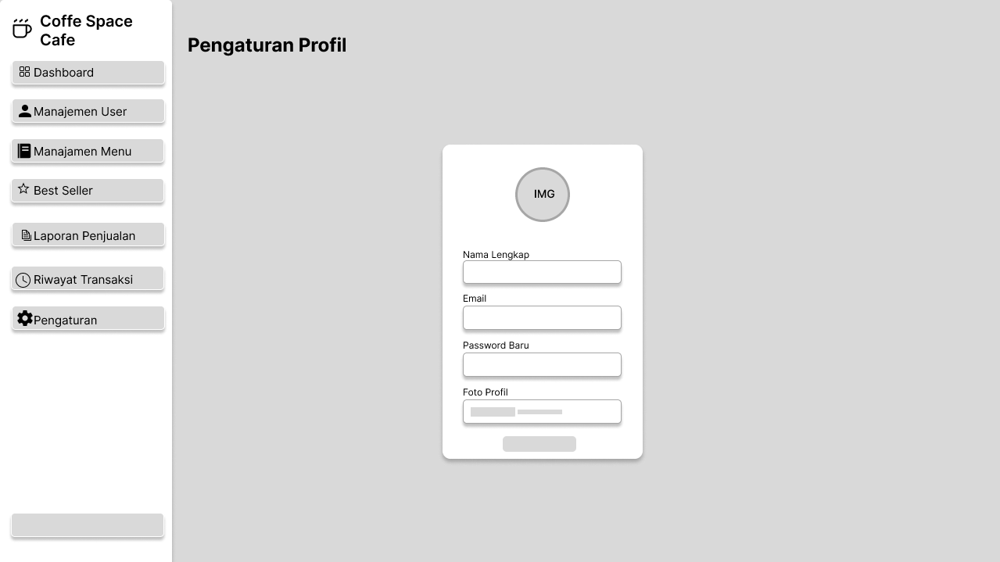 Coffe Space
Cafe
Dashboard
Manajemen User
Manajamen Menu
Best Seller
Laporan Penjualan
Riwayat Transaksi
Pengaturan
Pengaturan Profil
IMG
Nama Lengkap
Email
Password Baru
Foto Profil